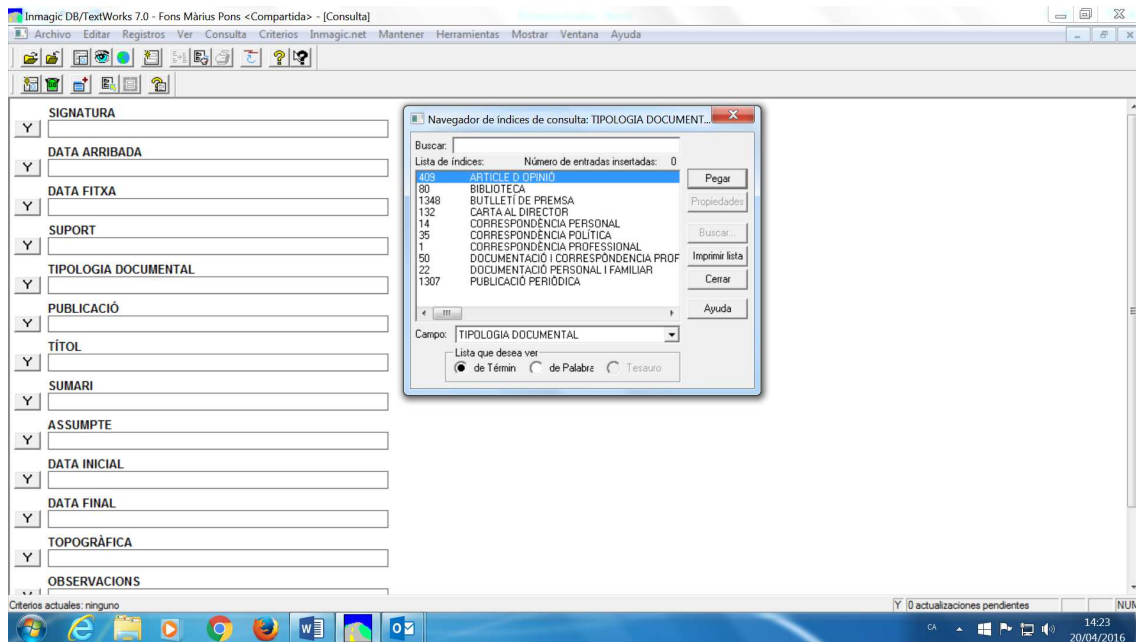 Inmagic DB/TextWorks 7.0 - Fons Màrius Pons <Compartida> - [Consulta]
Archivo Editar Registros Ver Consulta Criterios Inmagic.net Mantener Herramientas Mostrar Ventana Ayuda
SIGNATURA
Y
DATA ARRIBADA
Y
DATA FITXA
Y
SUPORT
Y
TIPOLOGIA DOCUMENTAL
Y
PUBLICACIÓ
Y
TÍTOL
Y
SUMARI
Y
ASSUMPTE
Y
DATA INICIAL
Y
DATA FINAL
Y
TOPOGRÀFICA
Y
OBSERVACIONS
Navegador de índices de consulta: TIPOLOGIA DOCUMENT...
Buscar:
Lista de índices: Número de entradas insertadas: 0
409 ARTICLE D OPINIÓ
80 BIBLIOTECA
1348 BUTLLETÍ DE PREMSA
132 CARTA AL DIRECTOR
14 CORRESPONDÈNCIA PERSONAL
35 CORRESPONDÈNCIA POLÍTICA
1 CORRESPONDÈNCIA PROFESSIONAL
50 DOCUMENTACIÓ I CORRESPONDÈNCIA PROF
22 DOCUMENTACIÓ PERSONAL I FAMILIAR
1307 PUBLICACIÓ PERIÒDICA
Pegar
Propiedades
Buscar...
Imprimir lista
Cerrar
Ayuda
Campo: TIPOLOGIA DOCUMENTAL
Lista que desea ver
de Términ de Palabra Tesauro
Criterios actuales: ninguno
Y 0 actualizaciones pendientes NUM
CA 14:23
20/04/2016